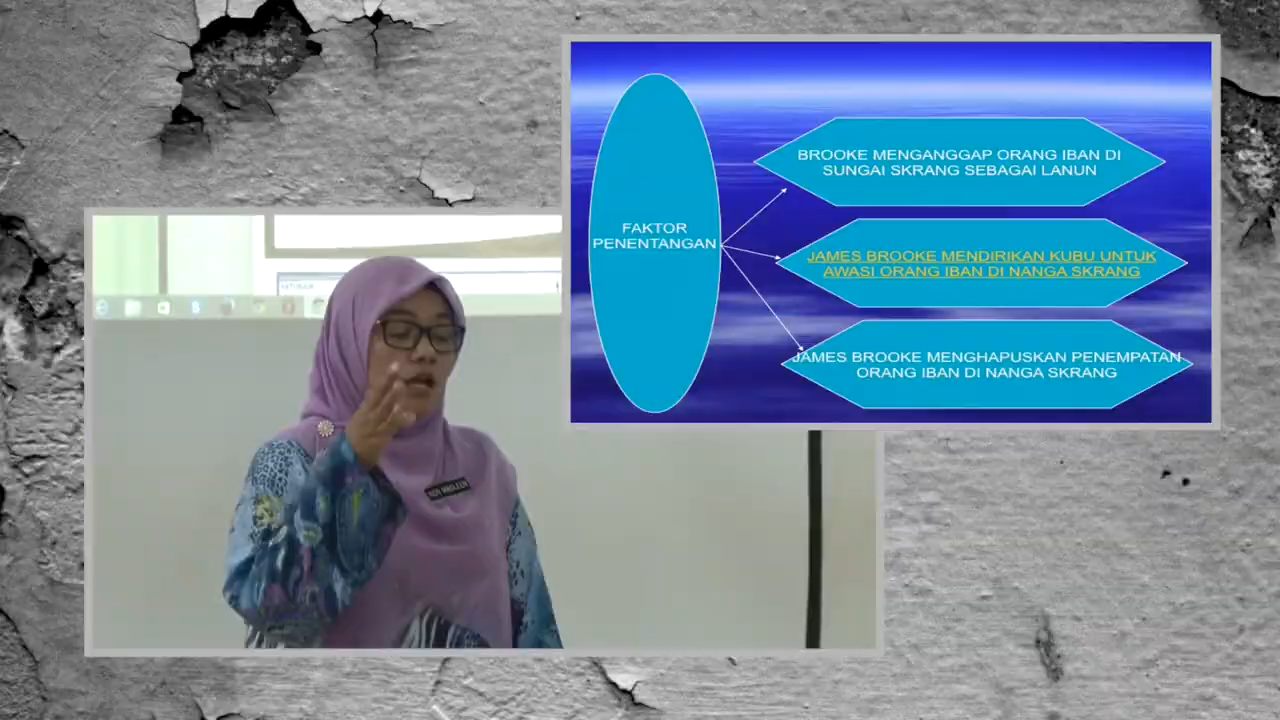 FAKTOR
PENENTANGAN
BROOKE MENGANGGAP ORANG IBAN DI
SUNGAI SKRANG SEBAGAI LANUN
JAMES BROOKE MENDIRIKAN KUBU UNTUK
AWASI ORANG IBAN DI NANGA SKRANG
JAMES BROOKE MENGHAPUSKAN PENEMPATAN
ORANG IBAN DI NANGA SKRANG